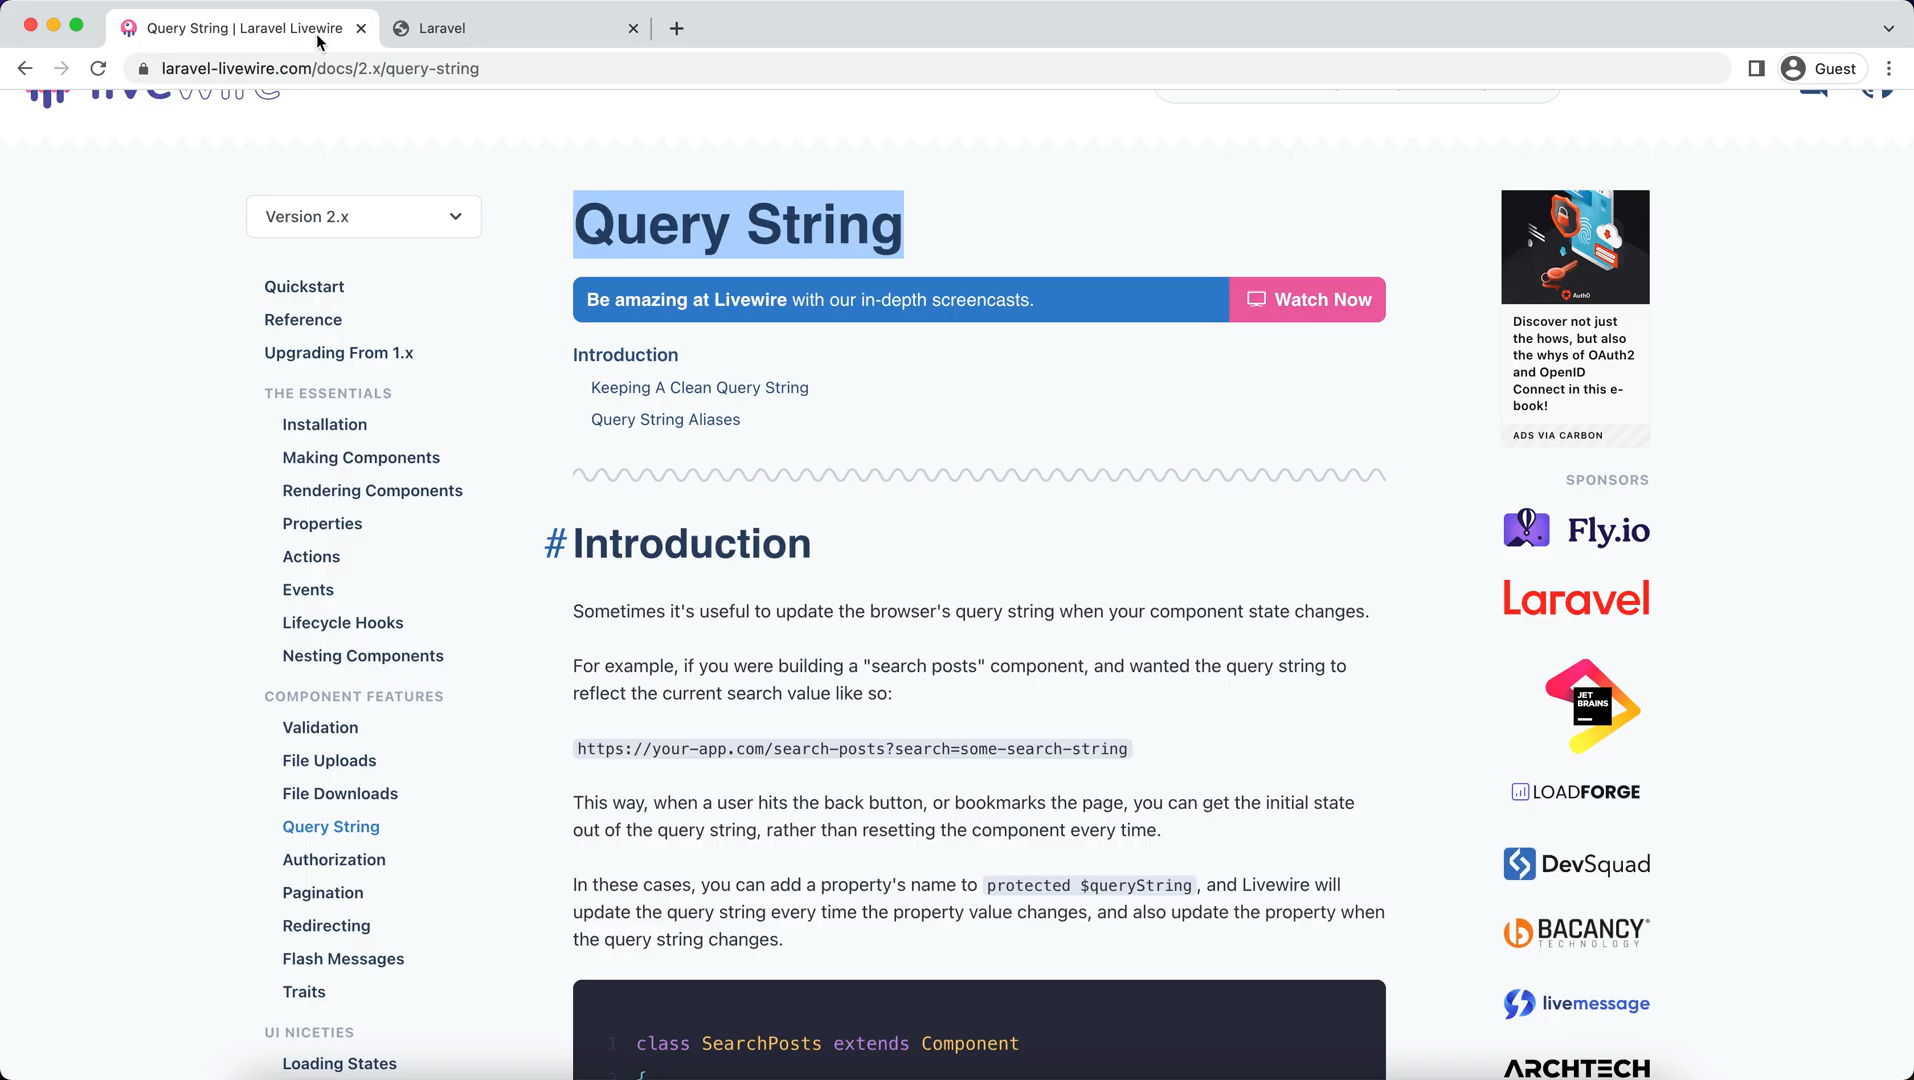 Query String | Laravel Livewire
Laravel
laravel-livewire.com/docs/2.x/query-string
Guest
Version 2.x
Quickstart
Reference
Upgrading From 1.x
THE ESSENTIALS
Installation
Making Components
Rendering Components
Properties
Actions
Events
Lifecycle Hooks
Nesting Components
COMPONENT FEATURES
Validation
File Uploads
File Downloads
Query String
Authorization
Pagination
Redirecting
Flash Messages
Traits
UI NICETIES
Loading States
Query String
Be amazing at Livewire with our in-depth screencasts.
Watch Now
Introduction
Keeping A Clean Query String
Query String Aliases
# Introduction
Sometimes it's useful to update the browser's query string when your component state changes.
For example, if you were building a "search posts" component, and wanted the query string to
reflect the current search value like so:
https://your-app.com/search-posts?search=some-search-string
This way, when a user hits the back button, or bookmarks the page, you can get the initial state
out of the query string, rather than resetting the component every time.
In these cases, you can add a property's name to protected $queryString, and Livewire will
update the query string every time the property value changes, and also update the property when
the query string changes.
1 class SearchPosts extends Component
{
Auth0
Discover not just
the hows, but also
the whys of OAuth2
and OpenID
Connect in this e-
book!
ADS VIA CARBON
SPONSORS
Fly.io
Laravel
JET
BRAINS
LOADFORGE
DevSquad
BACANCY
TECHNOLOGY
livemessage
ARCHTECH